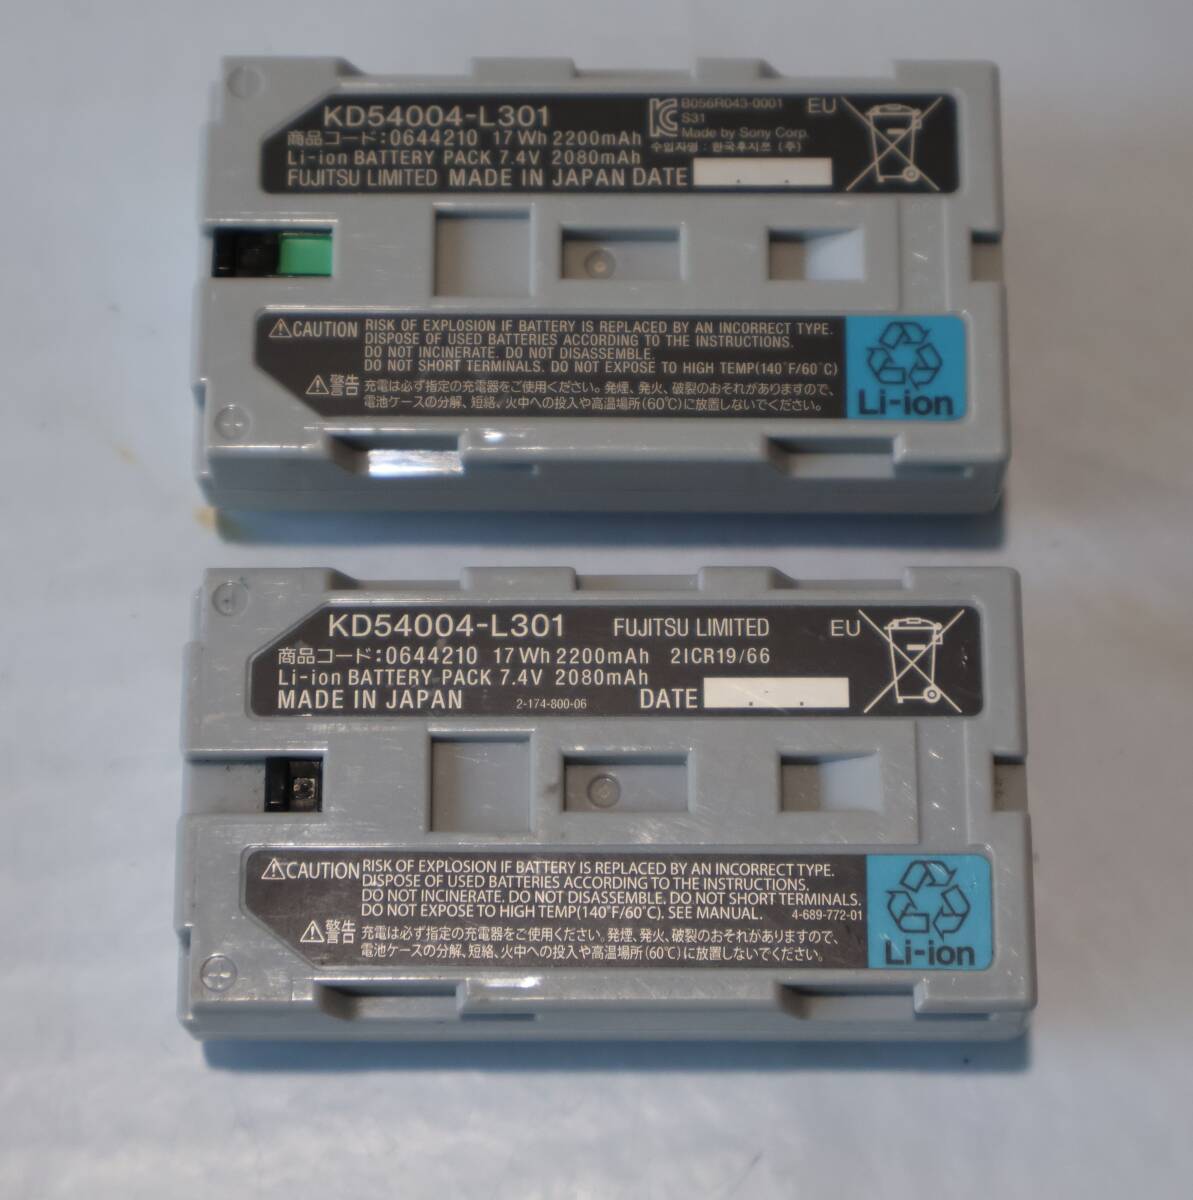 KD54004-L301
商品コード:0644210 17Wh 2200mAh
Li-ion BATTERY PACK 7.4V 2080mAh
FUJITSU LIMITED MADE IN JAPAN DATE . .
B056R043-0001
S31
Made by Sony Corp.
수입자명 : 한국후지쯔 (주)
EU
⚠CAUTION RISK OF EXPLOSION IF BATTERY IS REPLACED BY AN INCORRECT TYPE.
DISPOSE OF USED BATTERIES ACCORDING TO THE INSTRUCTIONS.
DO NOT INCINERATE. DO NOT DISASSEMBLE.
DO NOT SHORT TERMINALS. DO NOT EXPOSE TO HIGH TEMP(140°F/60°C)
⚠警告 充電は必ず指定の充電器をご使用ください。発煙、発火、破裂のおそれがありますので、
電池ケースの分解、短絡、火中への投入や高温場所(60℃)に放置しないでください。
Li-ion
KD54004-L301 FUJITSU LIMITED EU
商品コード:0644210 17Wh 2200mAh 2ICR19/66
Li-ion BATTERY PACK 7.4V 2080mAh
MADE IN JAPAN 2-174-800-06 DATE . .
⚠CAUTION RISK OF EXPLOSION IF BATTERY IS REPLACED BY AN INCORRECT TYPE.
DISPOSE OF USED BATTERIES ACCORDING TO THE INSTRUCTIONS.
DO NOT INCINERATE. DO NOT DISASSEMBLE. DO NOT SHORT TERMINALS.
DO NOT EXPOSE TO HIGH TEMP(140°F/60°C). SEE MANUAL. 4-689-772-01
⚠警告 充電は必ず指定の充電器をご使用ください。発煙、発火、破裂のおそれがありますので、
電池ケースの分解、短絡、火中への投入や高温場所(60℃)に放置しないでください。
Li-ion